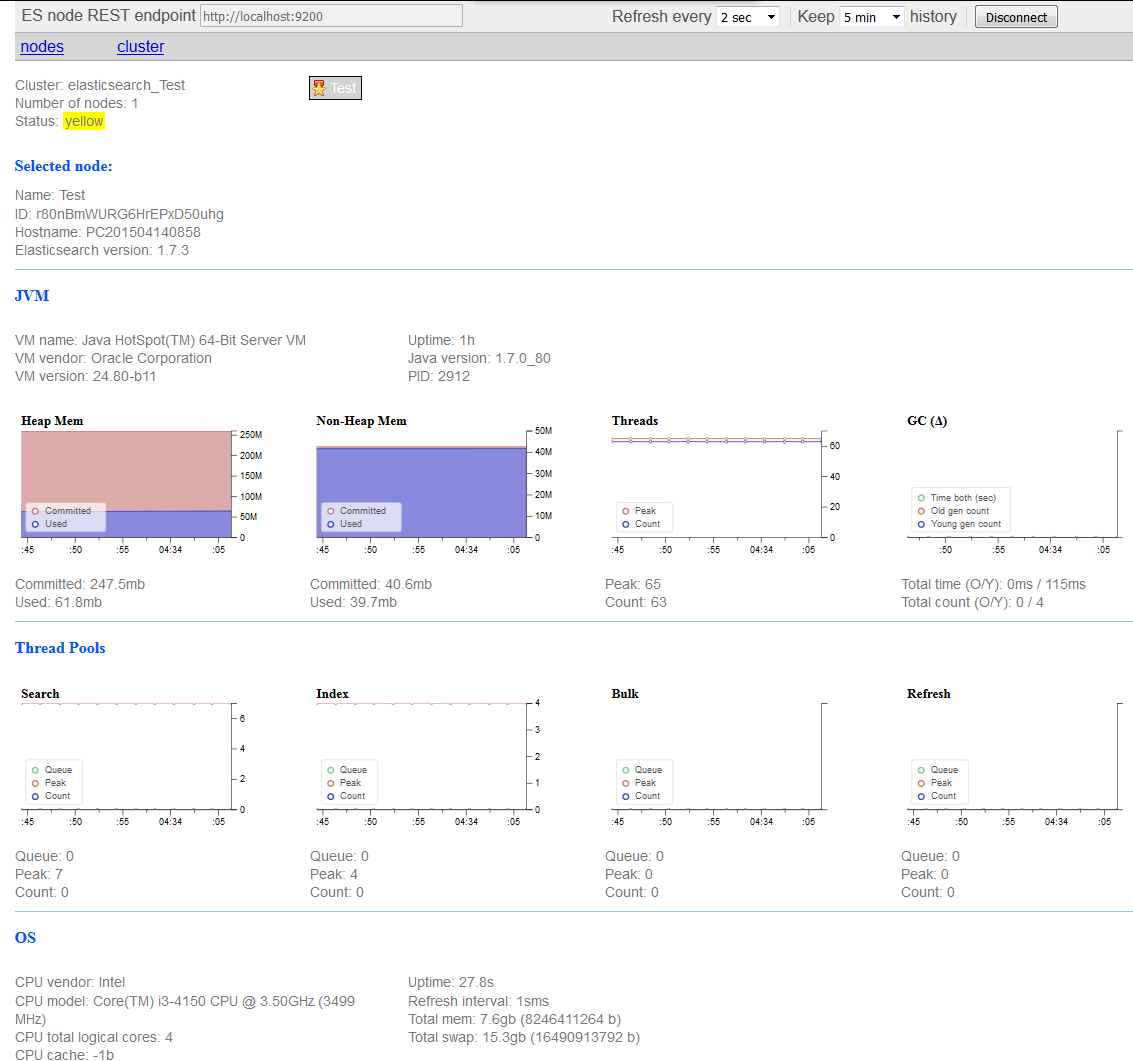 ES node REST endpoint http://localhost:9200 Refresh every 2 sec Keep 5 min history Disconnect
nodes cluster
Cluster: elasticsearch_Test Test
Number of nodes: 1
Status: yellow
Selected node:
Name: Test
ID: r80nBmWURG6HrEPxD50uhg
Hostname: PC201504140858
Elasticsearch version: 1.7.3
JVM
VM name: Java HotSpot(TM) 64-Bit Server VM Uptime: 1h
VM vendor: Oracle Corporation Java version: 1.7.0_80
VM version: 24.80-b11 PID: 2912
Heap Mem
250M
200M
150M
100M
50M
0
Committed
Used
:45 :50 :55 04:34 :05
Committed: 247.5mb
Used: 61.8mb
Non-Heap Mem
50M
40M
30M
20M
10M
0
Committed
Used
:45 :50 :55 04:34 :05
Committed: 40.6mb
Used: 39.7mb
Threads
60
40
20
0
Peak
Count
:45 :50 :55 04:34 :05
Peak: 65
Count: 63
GC (Δ)
Time both (sec)
Old gen count
Young gen count
:45 :50 :55 04:34 :05
Total time (O/Y): 0ms / 115ms
Total count (O/Y): 0 / 4
Thread Pools
Search
6
4
2
0
Queue
Peak
Count
:45 :50 :55 04:34 :05
Queue: 0
Peak: 7
Count: 0
Index
4
3
2
1
0
Queue
Peak
Count
:45 :50 :55 04:34 :05
Queue: 0
Peak: 4
Count: 0
Bulk
Queue
Peak
Count
:45 :50 :55 04:34 :05
Queue: 0
Peak: 0
Count: 0
Refresh
Queue
Peak
Count
:45 :50 :55 04:34 :05
Queue: 0
Peak: 0
Count: 0
OS
CPU vendor: Intel
CPU model: Core(TM) i3-4150 CPU @ 3.50GHz (3499
MHz)
CPU total logical cores: 4
CPU cache: -1b
Uptime: 27.8s
Refresh interval: 1sms
Total mem: 7.6gb (8246411264 b)
Total swap: 15.3gb (16490913792 b)